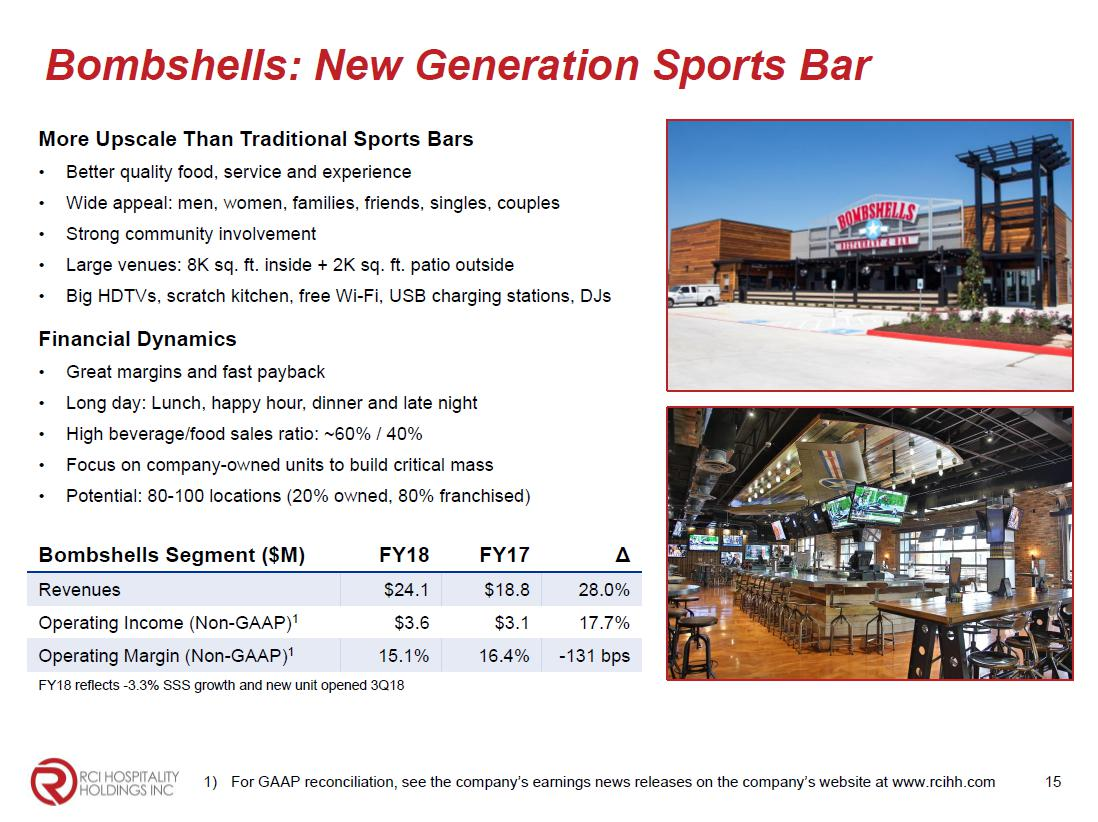 Bombshells: New Generation Sports Bar
More Upscale Than Traditional Sports Bars
• Better quality food, service and experience
• Wide appeal: men, women, families, friends, singles, couples
• Strong community involvement
• Large venues: 8K sq. ft. inside + 2K sq. ft. patio outside
• Big HDTVs, scratch kitchen, free Wi-Fi, USB charging stations, DJs
Financial Dynamics
• Great margins and fast payback
• Long day: Lunch, happy hour, dinner and late night
• High beverage/food sales ratio: ~60% / 40%
• Focus on company-owned units to build critical mass
• Potential: 80-100 locations (20% owned, 80% franchised)
BOMBSHELLS
RESTAURANT & BAR
Bombshells Segment ($M) FY18 FY17 Δ
Revenues $24.1 $18.8 28.0%
Operating Income (Non-GAAP)¹ $3.6 $3.1 17.7%
Operating Margin (Non-GAAP)¹ 15.1% 16.4% -131 bps
FY18 reflects -3.3% SSS growth and new unit opened 3Q18
RCI HOSPITALITY
HOLDINGS INC
1) For GAAP reconciliation, see the company's earnings news releases on the company's website at www.rcihh.com
15